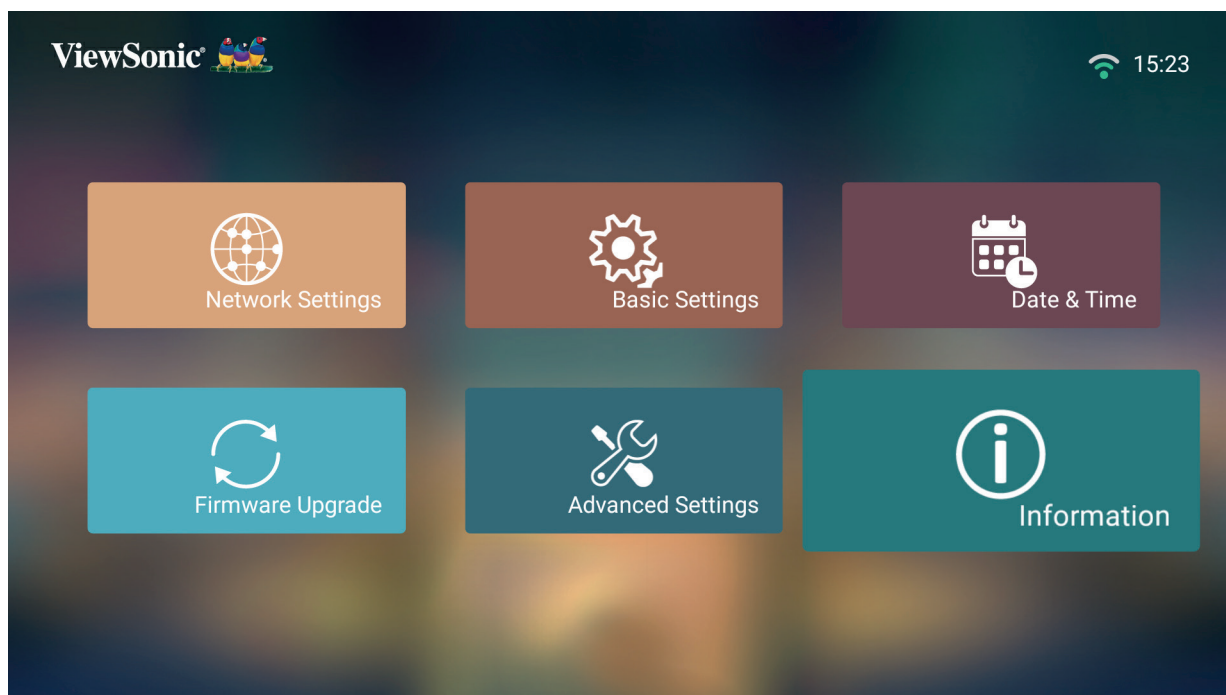 ViewSonic®
15:23
Network Settings
Basic Settings
Date & Time
Firmware Upgrade
Advanced Settings
Information